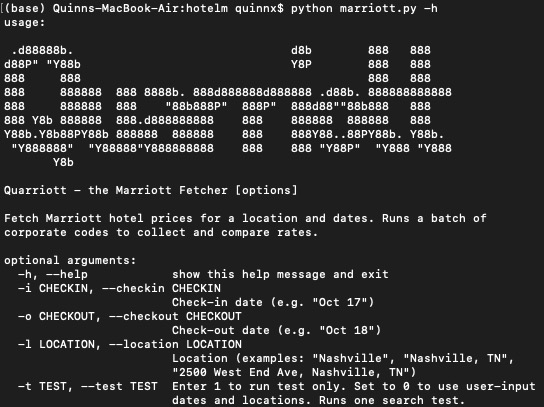 (base) Quinns-MacBook-Air:hotelm quinnx$ python marriott.py -h
usage:
 .d88888b.                                d8b         888   888
d88P" "Y88b                               Y8P         888   888
888     888                                           888   888
888     888888  888 8888b. 888d888888d888888 .d88b. 888888888888
888     888888  888    "88b888P"  888P"  888d88""88b888   888
888 Y8b 888888  888.d888888888    888    888888  888888   888
Y88b.Y8b88PY88b 888888  888888    888    888Y88..88PY88b. Y88b.
 "Y888888"  "Y88888"Y888888888    888    888 "Y88P"  "Y888 "Y888
       Y8b
Quarriott - the Marriott Fetcher [options]
Fetch Marriott hotel prices for a location and dates. Runs a batch of
corporate codes to collect and compare rates.
optional arguments:
  -h, --help            show this help message and exit
  -i CHECKIN, --checkin CHECKIN
                        Check-in date (e.g. "Oct 17")
  -o CHECKOUT, --checkout CHECKOUT
                        Check-out date (e.g. "Oct 18")
  -l LOCATION, --location LOCATION
                        Location (examples: "Nashville", "Nashville, TN",
                        "2500 West End Ave, Nashville, TN")
  -t TEST, --test TEST  Enter 1 to run test only. Set to 0 to use user-input
                        dates and locations. Runs one search test.